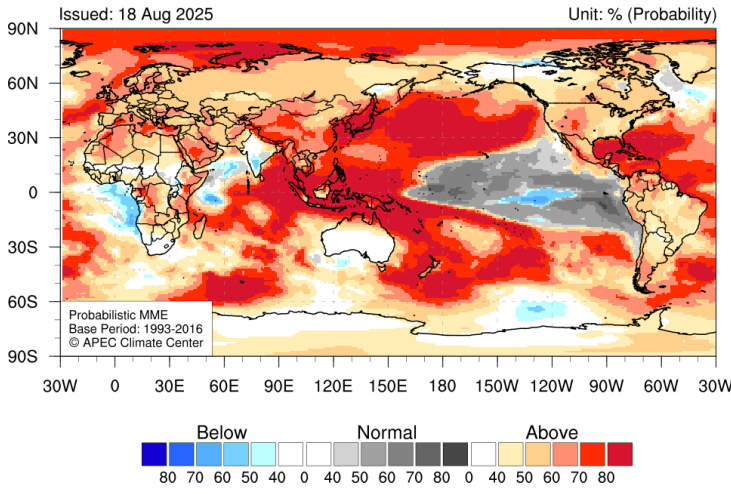 Issued: 18 Aug 2025 Unit: % (Probability)
90N
60N
30N
0
30S
60S
90S
Probabilistic MME
Base Period: 1993-2016
© APEC Climate Center
30W 0 30E 60E 90E 120E 150E 180 150W 120W 90W 60W 30W
Below Normal Above
80 70 60 50 40 0 40 60 70 80 0 40 50 60 70 80